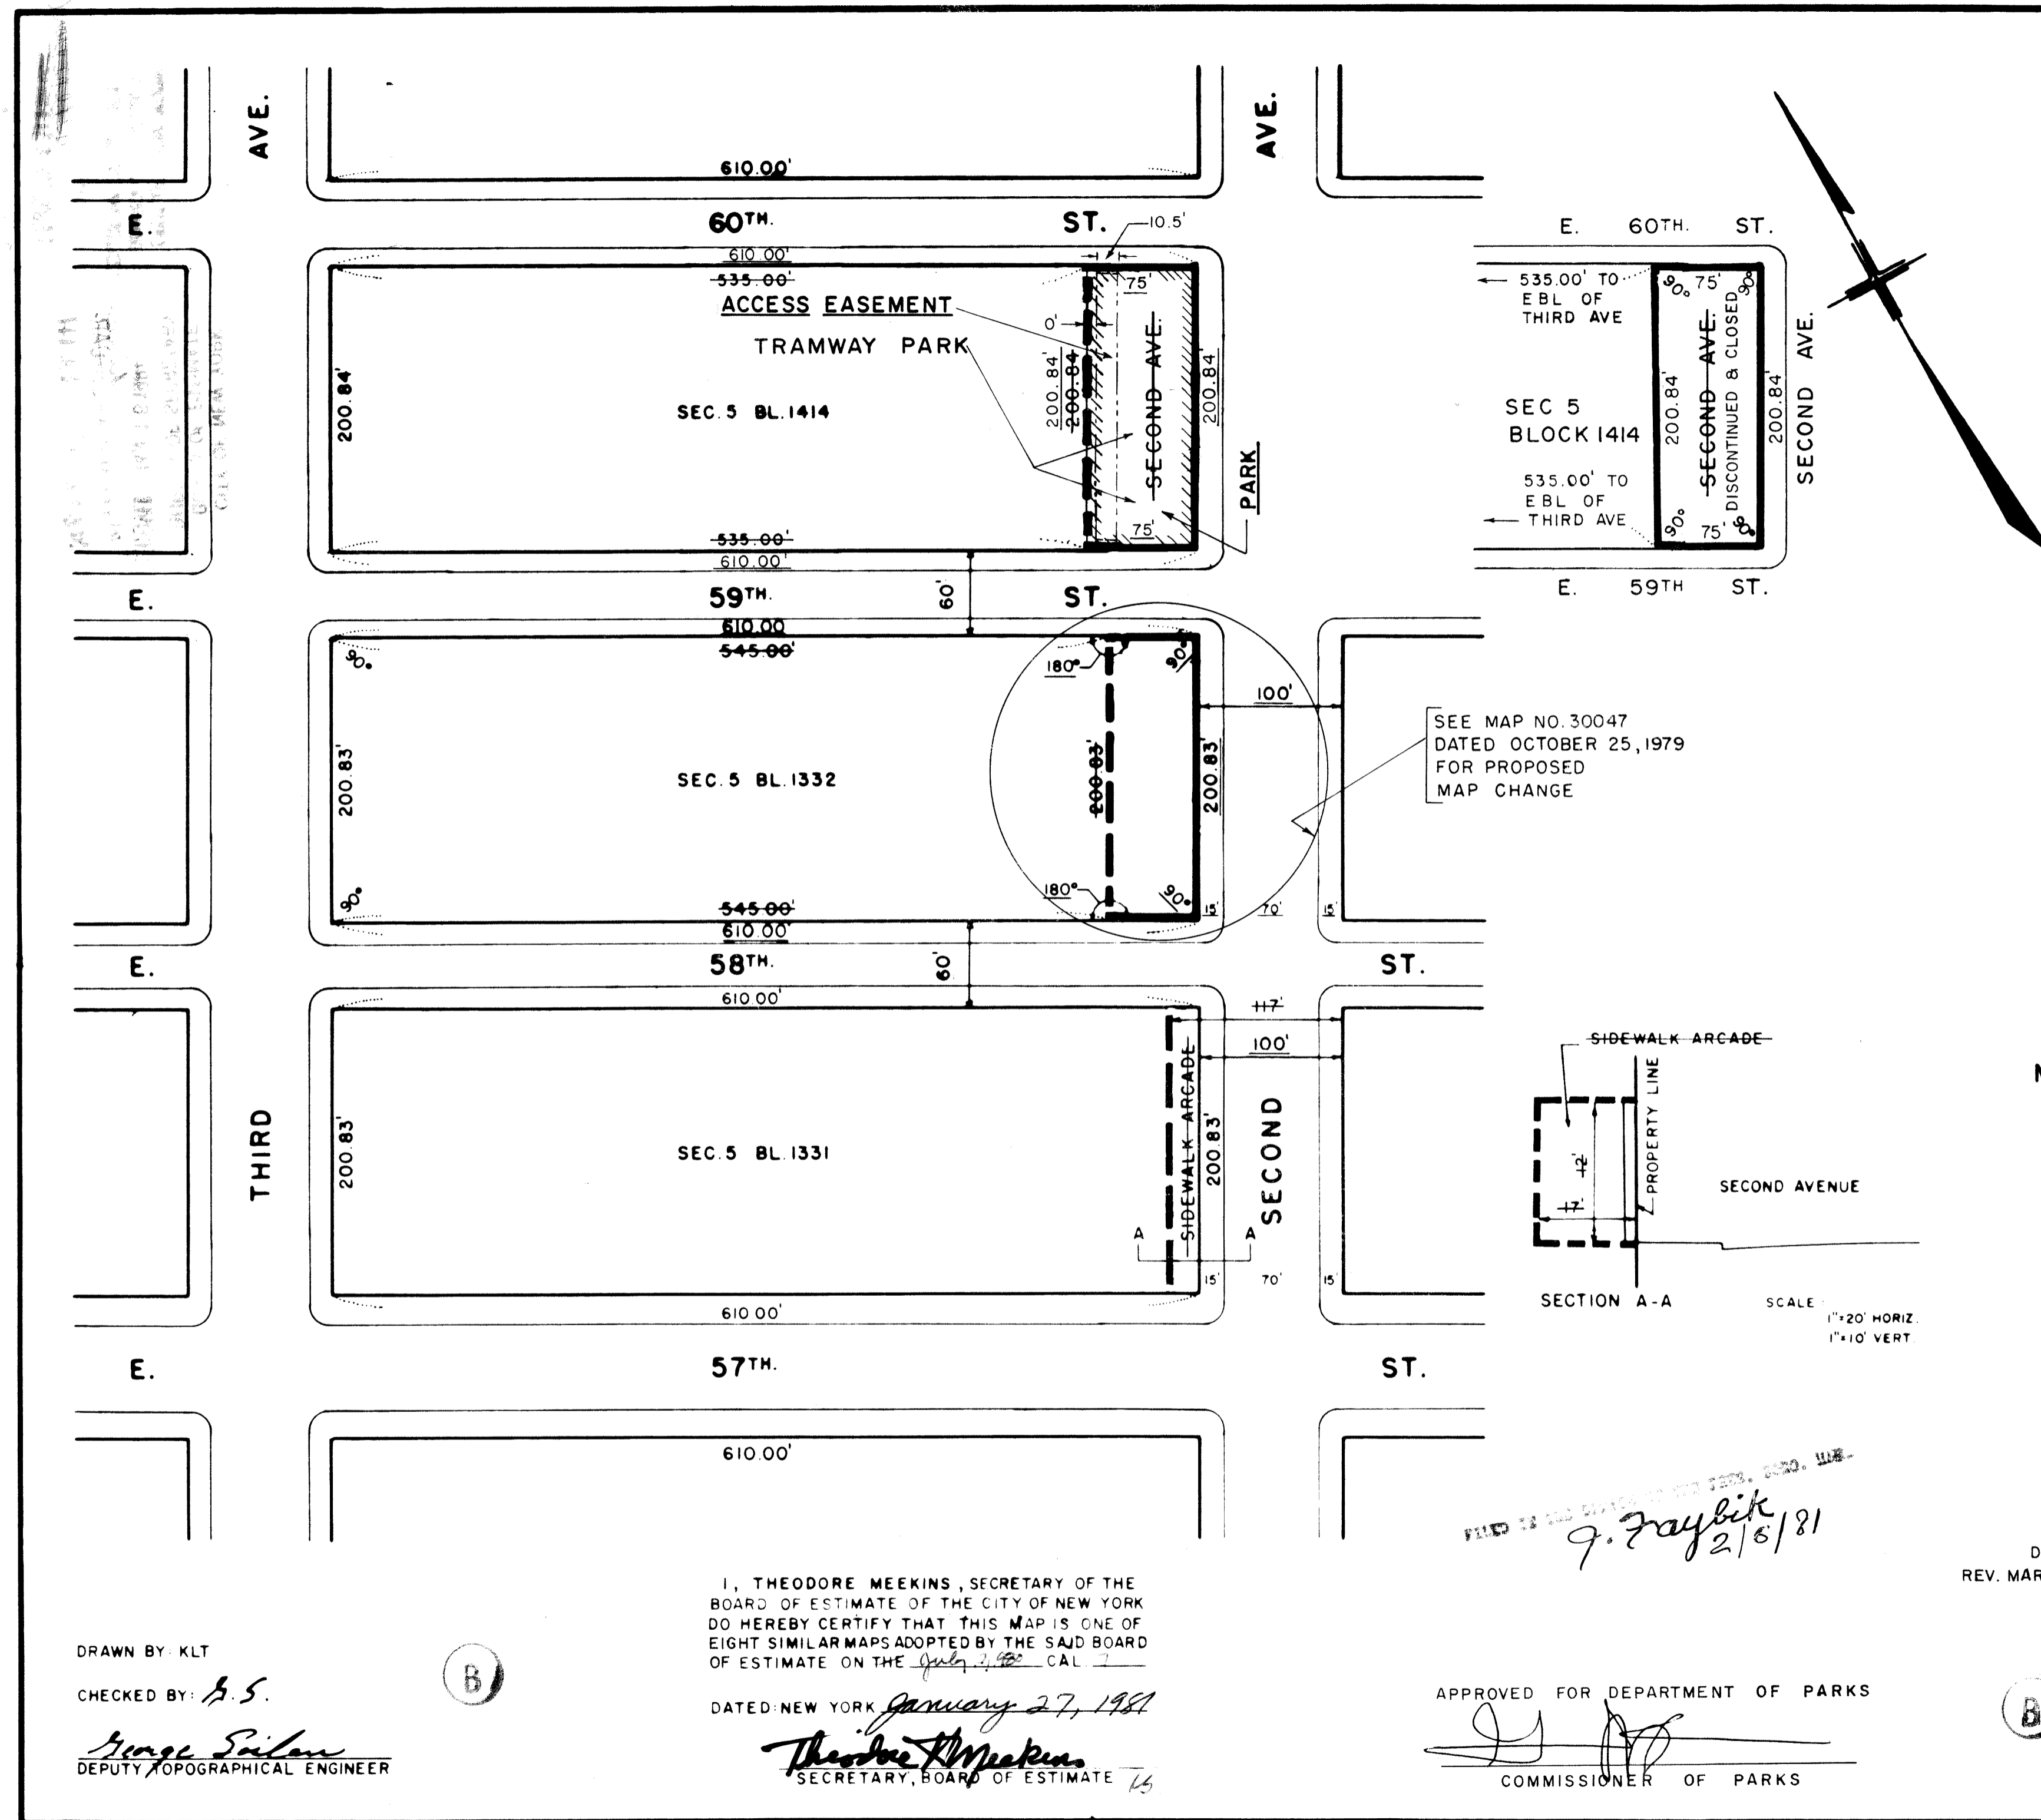 AVE.
AVE.
610.00'
E. 60TH. ST.
10.5'
E. 60TH. ST.
610.00'
535.00'
75'
ACCESS EASEMENT
TRAMWAY PARK
0'
200.84'
SEC. 5 BL. 1414
200.84'
200.84
SECOND AVE.
200.84'
PARK
75'
535.00'
610.00'
535.00' TO
EBL OF
THIRD AVE
90° 75' 90°
SEC 5
BLOCK 1414
200.84'
SECOND AVE.
DISCONTINUED & CLOSED
200.84'
SECOND AVE.
535.00' TO
EBL OF
THIRD AVE
90° 75' 90°
E. 59TH ST.
E. 59TH. ST.
60'
610.00
545.00'
90°
180°
90°
100'
200.83'
SEC. 5 BL. 1332
200.83'
200.83'
SEE MAP NO. 30047
DATED OCTOBER 25, 1979
FOR PROPOSED
MAP CHANGE
90°
180°
90°
545.00'
610.00'
15' 70' 15'
E. 58TH. ST.
60'
610.00'
117'
100'
THIRD
200.83'
SEC. 5 BL. 1331
SIDEWALK ARCADE
200.83'
SECOND
A A
15' 70' 15'
610.00'
SIDEWALK ARCADE
PROPERTY LINE
12'
17'
SECOND AVENUE
SECTION A-A
SCALE
1"=20' HORIZ.
1"=10' VERT.
E. 57TH. ST.
610.00'
J. Fraybik
2/5/81
REV. MAR
I, THEODORE MEEKINS, SECRETARY OF THE
BOARD OF ESTIMATE OF THE CITY OF NEW YORK
DO HEREBY CERTIFY THAT THIS MAP IS ONE OF
EIGHT SIMILAR MAPS ADOPTED BY THE SAID BOARD
OF ESTIMATE ON THE July CAL.
DATED: NEW YORK January 27, 1981
Theodore Meekins
SECRETARY, BOARD OF ESTIMATE
DRAWN BY: KLT
CHECKED BY: G. S.
B
George
DEPUTY TOPOGRAPHICAL ENGINEER
APPROVED FOR DEPARTMENT OF PARKS
COMMISSIONER OF PARKS
B